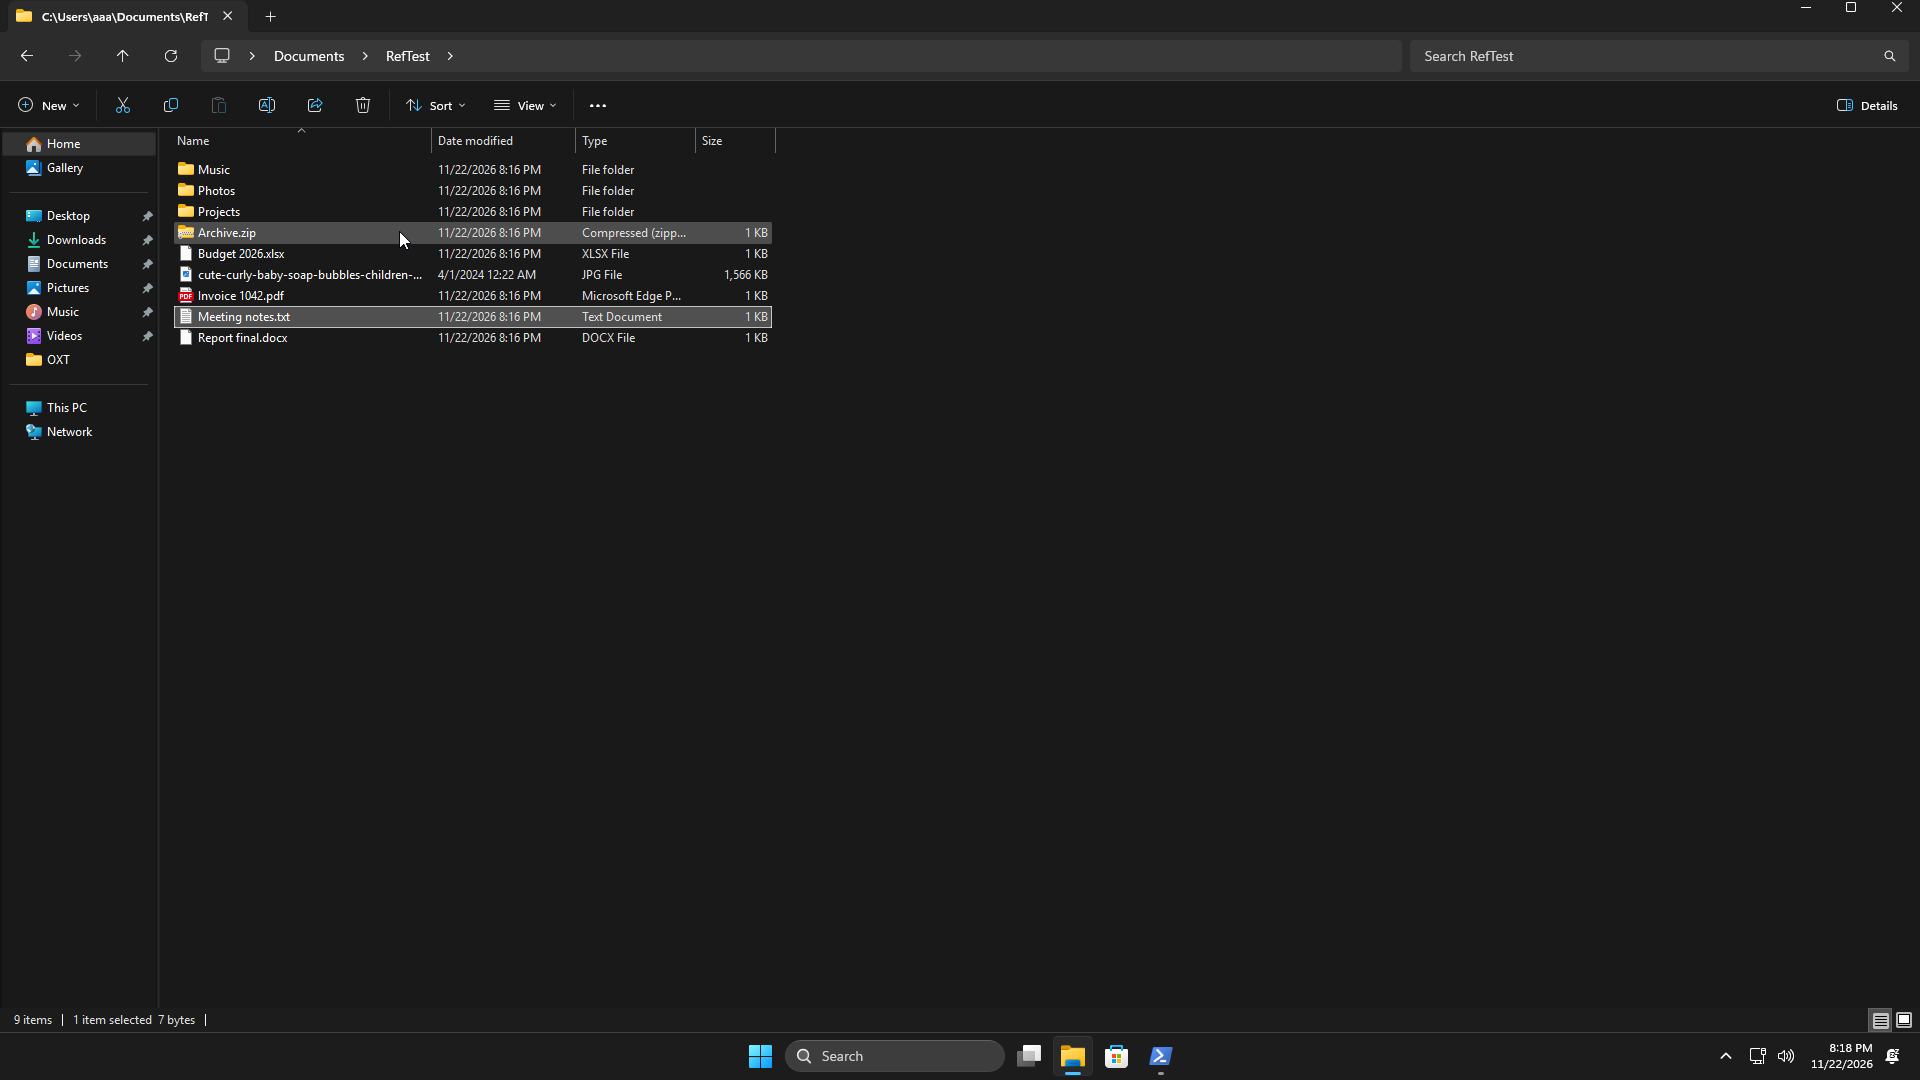 C:\Users\aaa\Documents\RefT
Documents
RefTest
Search RefTest
New
Sort
View
Details
Name Date modified Type Size
Home
Gallery
Desktop
Downloads
Documents
Pictures
Music
Videos
OXT
This PC
Network
Music 11/22/2026 8:16 PM File folder
Photos 11/22/2026 8:16 PM File folder
Projects 11/22/2026 8:16 PM File folder
Archive.zip 11/22/2026 8:16 PM Compressed (zipp... 1 KB
Budget 2026.xlsx 11/22/2026 8:16 PM XLSX File 1 KB
cute-curly-baby-soap-bubbles-children-... 4/1/2024 12:22 AM JPG File 1,566 KB
PDF Invoice 1042.pdf 11/22/2026 8:16 PM Microsoft Edge P... 1 KB
Meeting notes.txt 11/22/2026 8:16 PM Text Document 1 KB
Report final.docx 11/22/2026 8:16 PM DOCX File 1 KB
9 items 1 item selected 7 bytes
Search
8:18 PM
11/22/2026